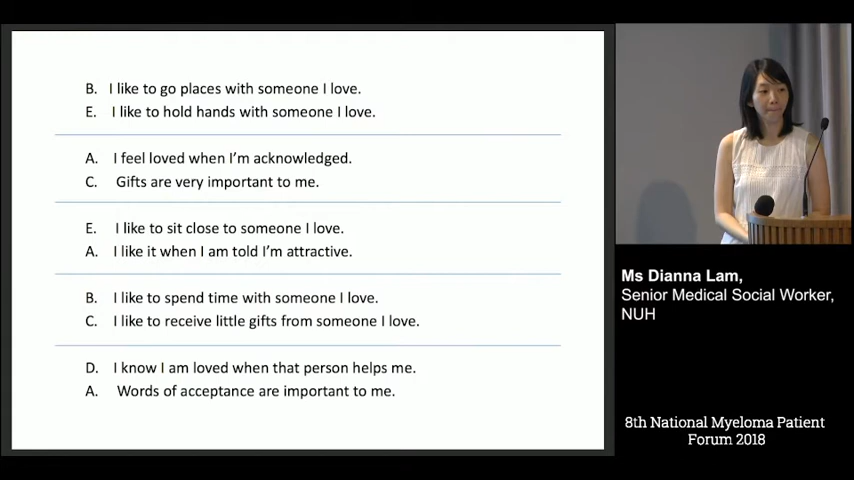 B. I like to go places with someone I love.
E. I like to hold hands with someone I love.
A. I feel loved when I'm acknowledged.
C. Gifts are very important to me.
E. I like to sit close to someone I love.
A. I like it when I am told I'm attractive.
B. I like to spend time with someone I love.
C. I like to receive little gifts from someone I love.
D. I know I am loved when that person helps me.
A. Words of acceptance are important to me.
Ms Dianna Lam,
Senior Medical Social Worker,
NUH
8th National Myeloma Patient
Forum 2018